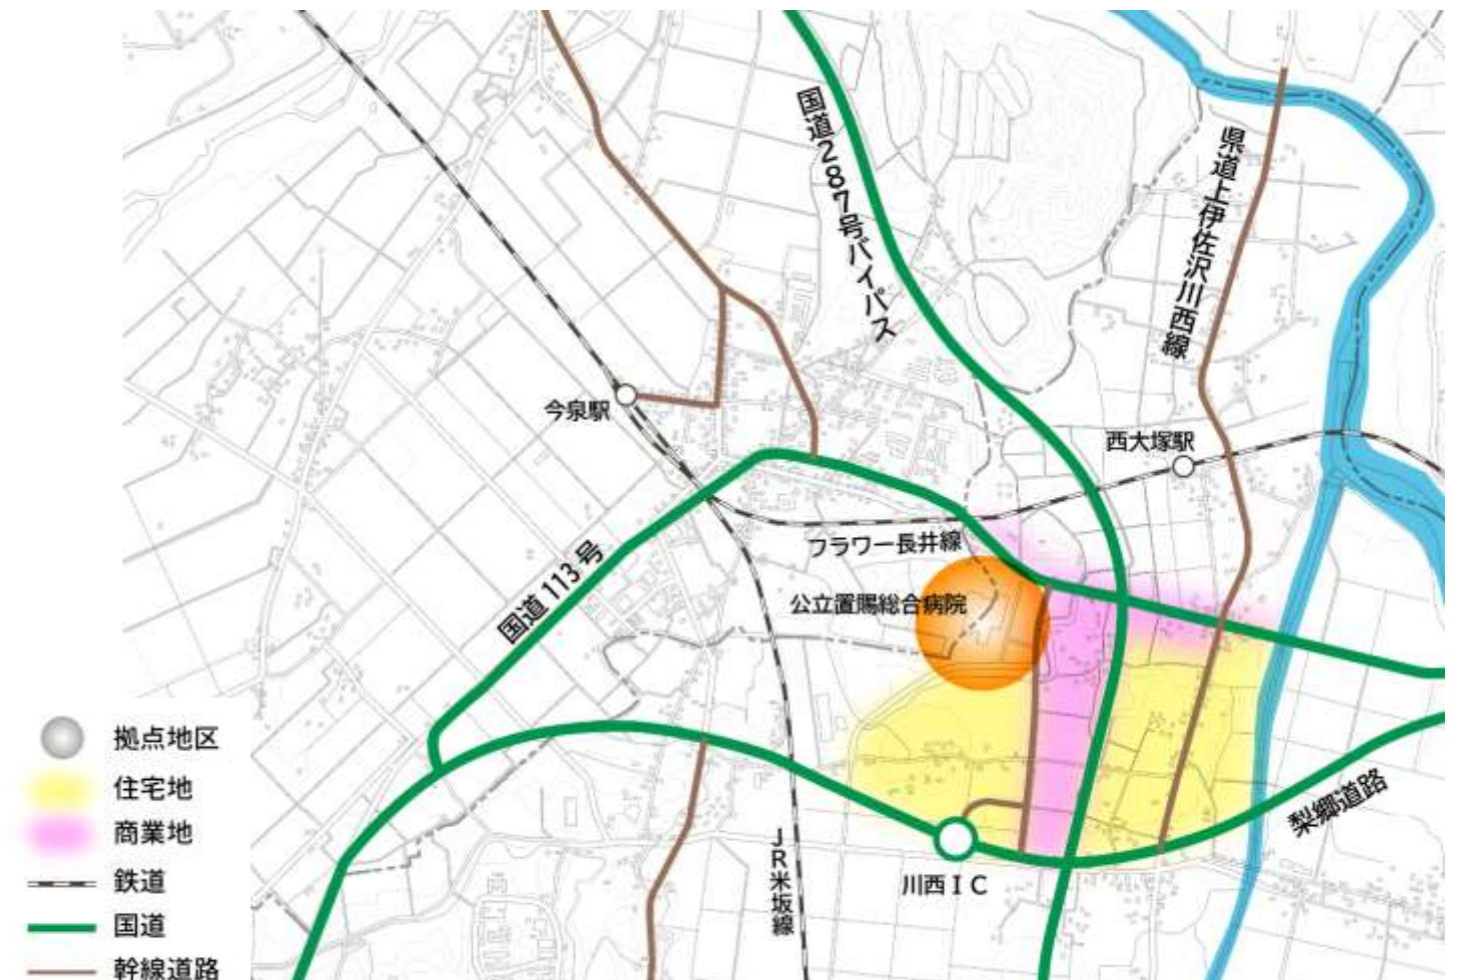 国道287号バイパス
県道上伊佐沢川西線
今泉駅
西大塚駅
フラワー長井線
国道113号
公立置賜総合病院
拠点地区
住宅地
商業地
鉄道
国道
幹線道路
JR米坂線
川西IC
梨郷道路